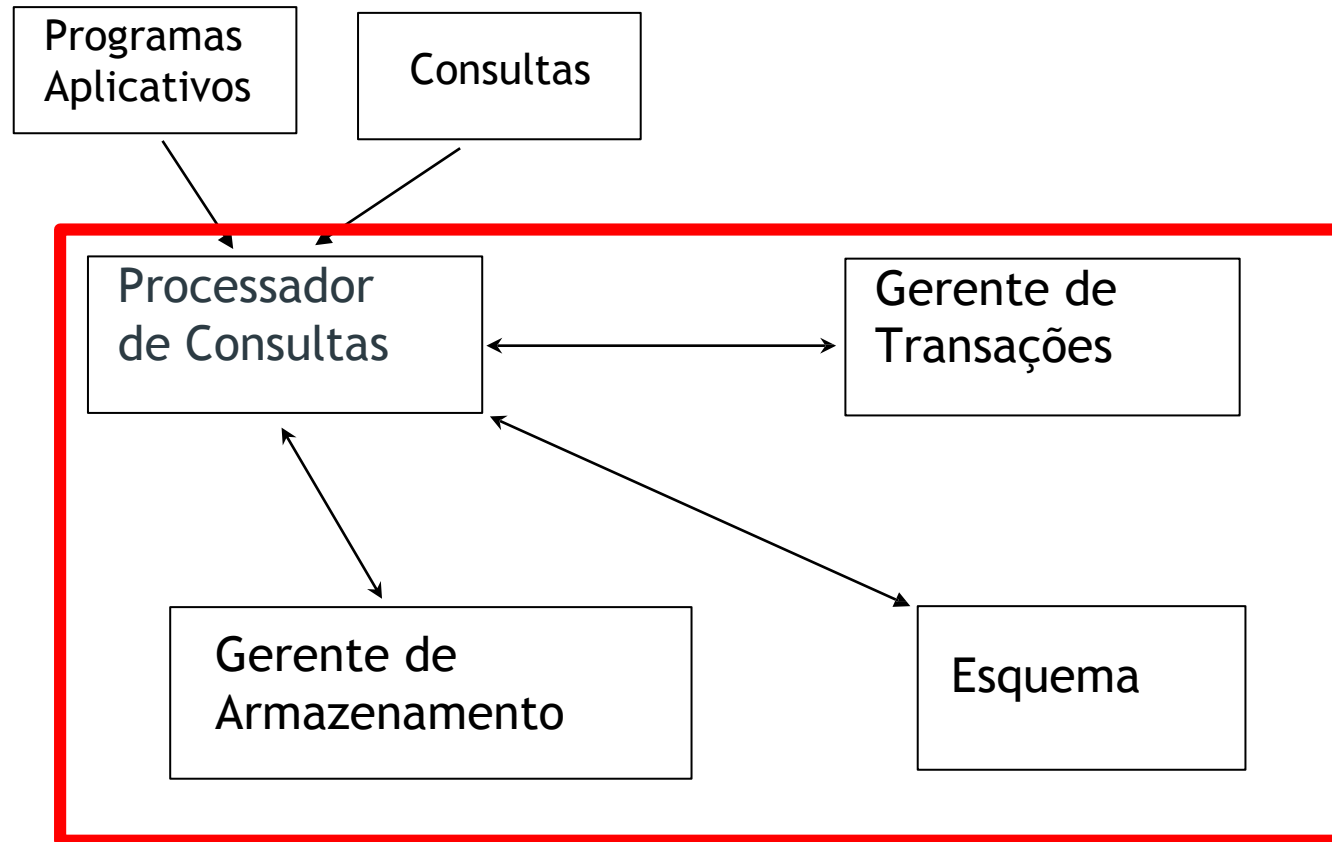 Programas
Aplicativos
Consultas
Processador
de Consultas
Gerente de
Transações
Gerente de
Armazenamento
Esquema